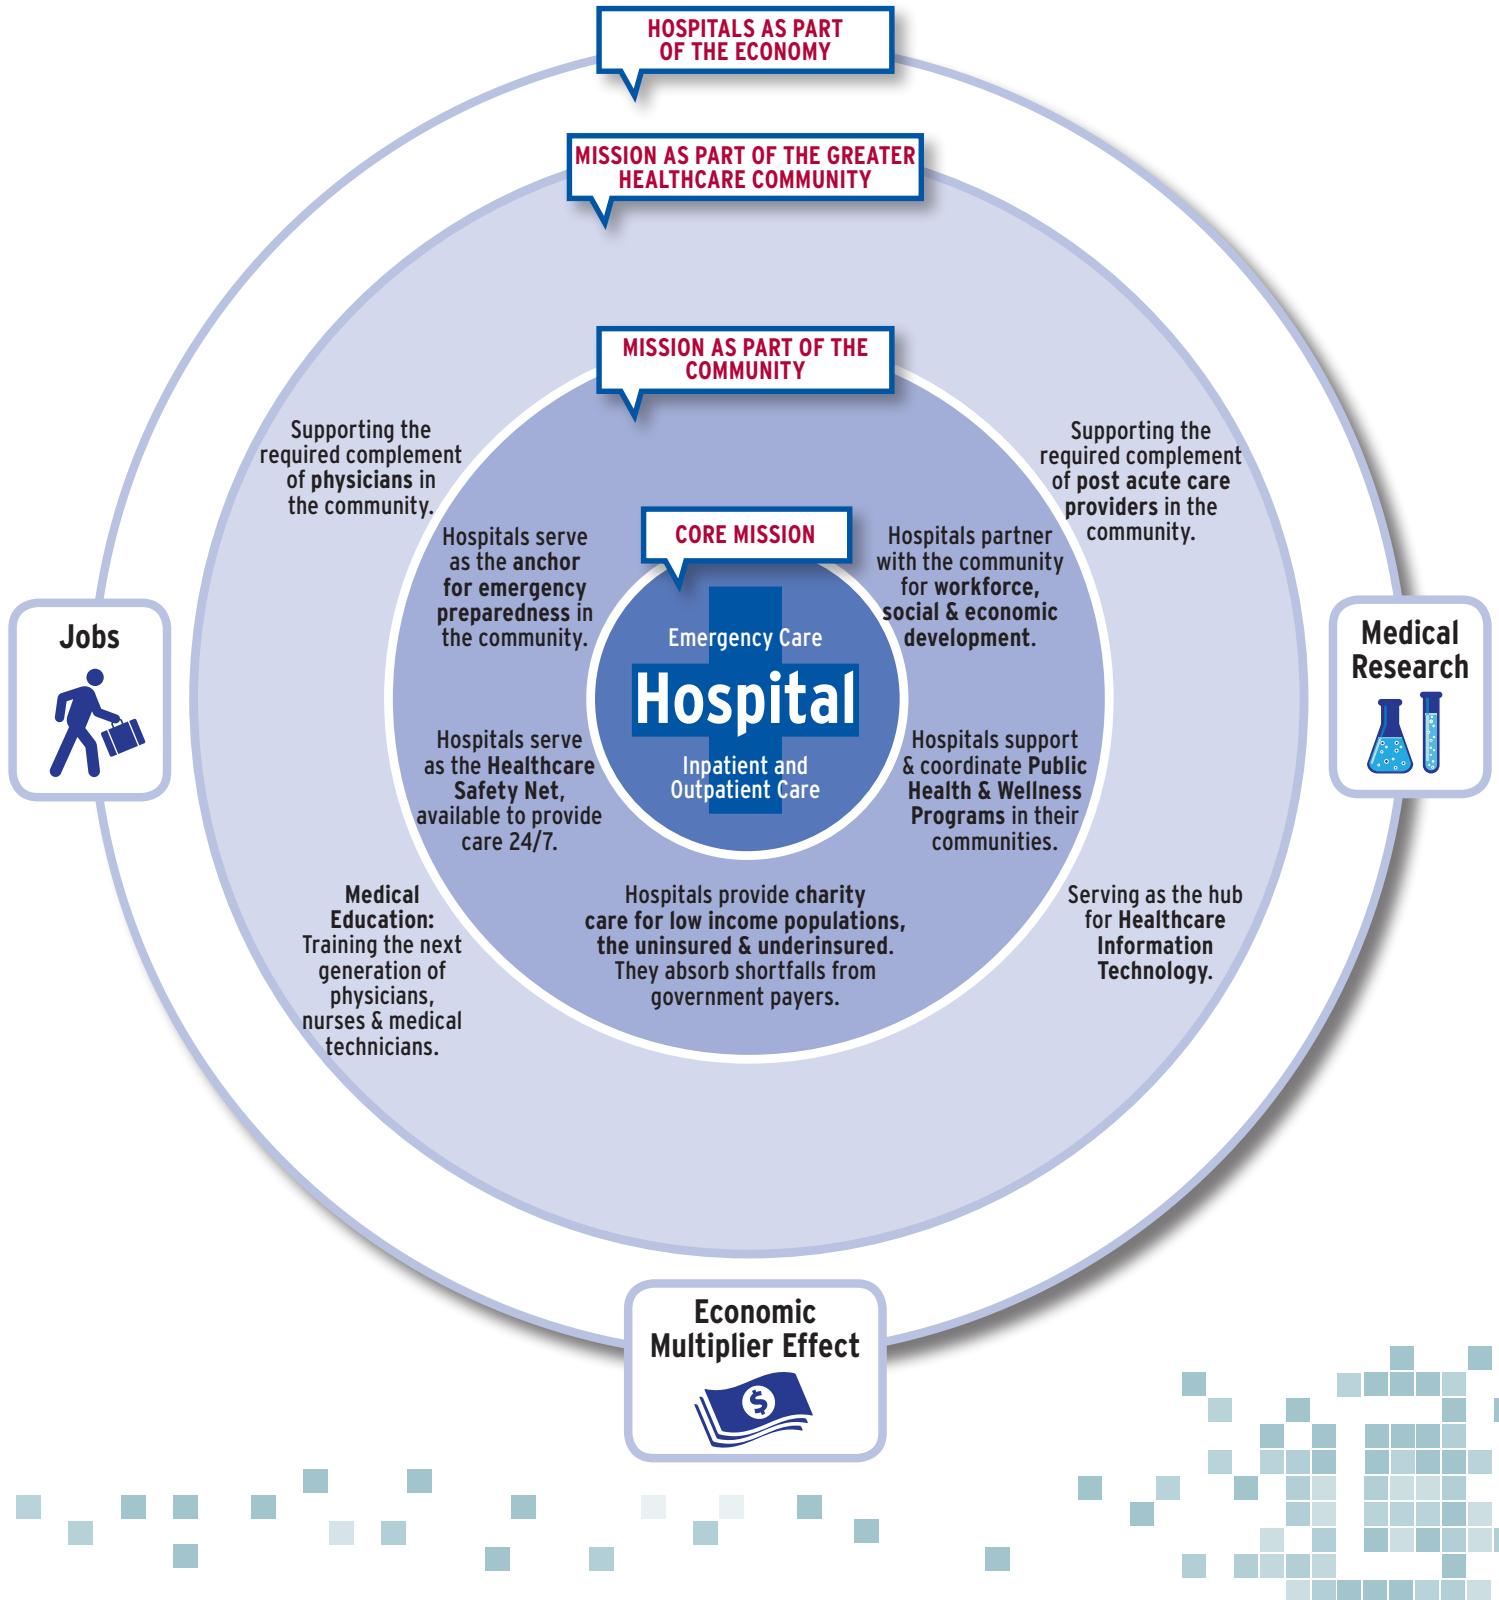 HOSPITALS AS PART
OF THE ECONOMY
MISSION AS PART OF THE GREATER
HEALTHCARE COMMUNITY
MISSION AS PART OF THE
COMMUNITY
Supporting the
required complement
of physicians in
the community.
Supporting the
required complement
of post acute care
providers in the
community.
Hospitals serve
as the anchor
for emergency
preparedness in
the community.
CORE MISSION
Hospitals partner
with the community
for workforce,
social & economic
development.
Jobs
Emergency Care
Hospital
Inpatient and
Outpatient Care
Medical
Research
Hospitals serve
as the Healthcare
Safety Net,
available to provide
care 24/7.
Hospitals support
& coordinate Public
Health & Wellness
Programs in their
communities.
Medical
Education:
Training the next
generation of
physicians,
nurses & medical
technicians.
Hospitals provide charity
care for low income populations,
the uninsured & underinsured.
They absorb shortfalls from
government payers.
Serving as the hub
for Healthcare
Information
Technology.
Economic
Multiplier Effect
$